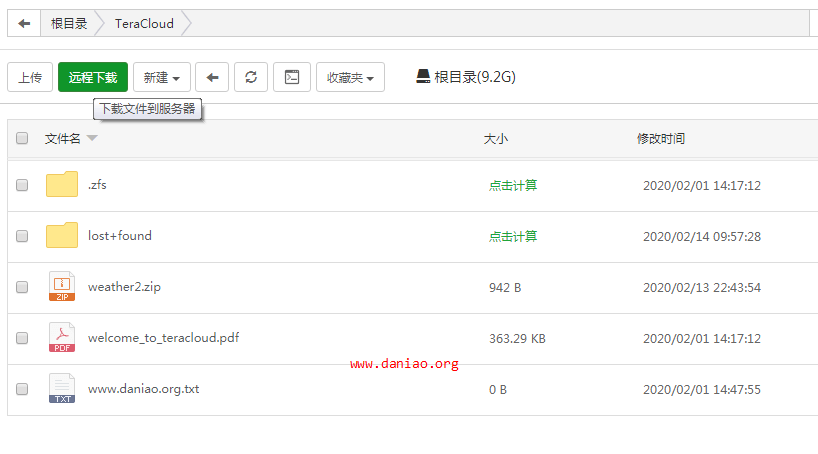 根目录 TeraCloud
上传 远程下载 新建 收藏夹 根目录(9.2G)
下载文件到服务器
文件名 大小 修改时间
.zfs 点击计算 2020/02/01 14:17:12
lost+found 点击计算 2020/02/14 09:57:28
ZIP weather2.zip 942 B 2020/02/13 22:43:54
PDF welcome_to_teracloud.pdf 363.29 KB 2020/02/01 14:17:12
www.daniao.org
TXT www.daniao.org.txt 0 B 2020/02/01 14:47:55